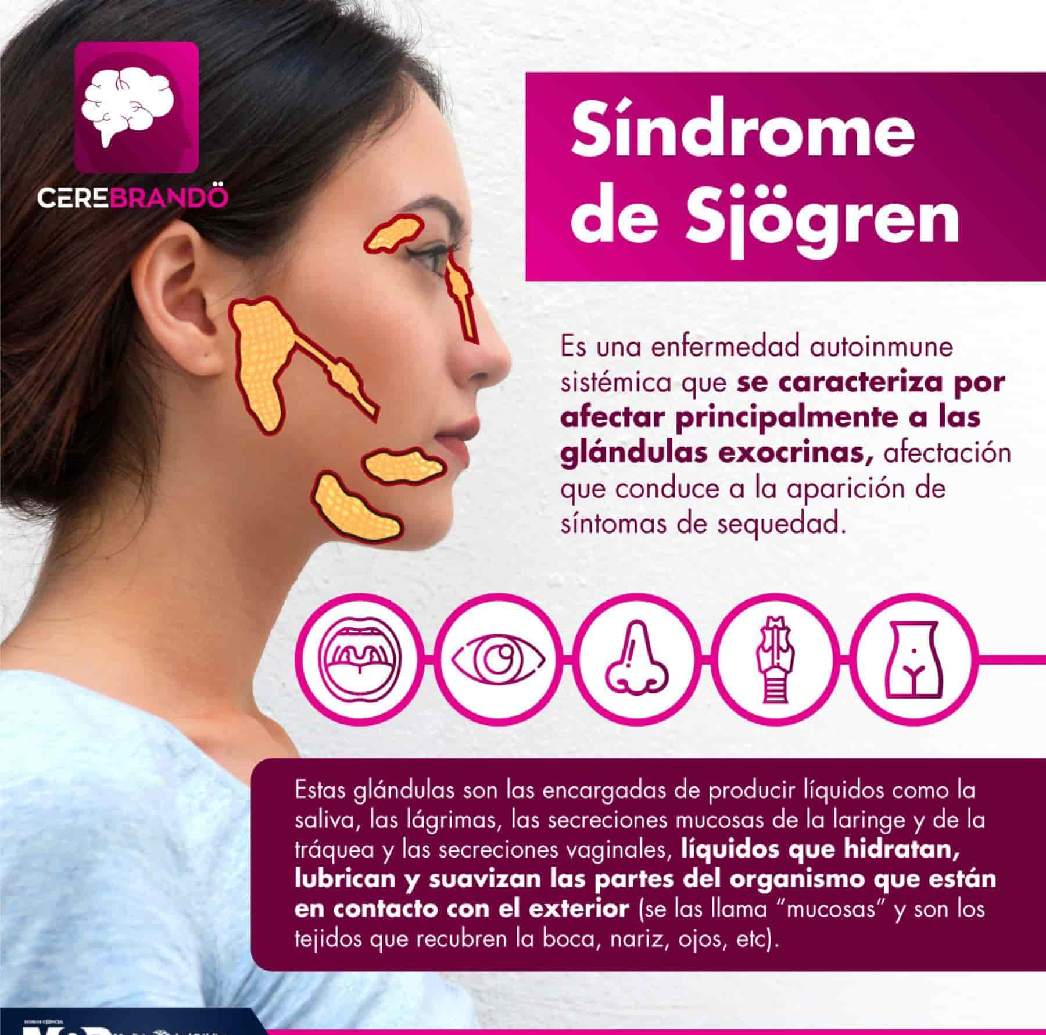 CEREBRANDÖ
Síndrome
de Sjögren
Es una enfermedad autoinmune
sistémica que se caracteriza por
afectar principalmente a las
glándulas exocrinas, afectación
que conduce a la aparición de
síntomas de sequedad.
Estas glándulas son las encargadas de producir líquidos como la
saliva, las lágrimas, las secreciones mucosas de la laringe y de la
tráquea y las secreciones vaginales, líquidos que hidratan,
lubrican y suavizan las partes del organismo que están
en contacto con el exterior (se las llama “mucosas” y son los
tejidos que recubren la boca, nariz, ojos, etc).